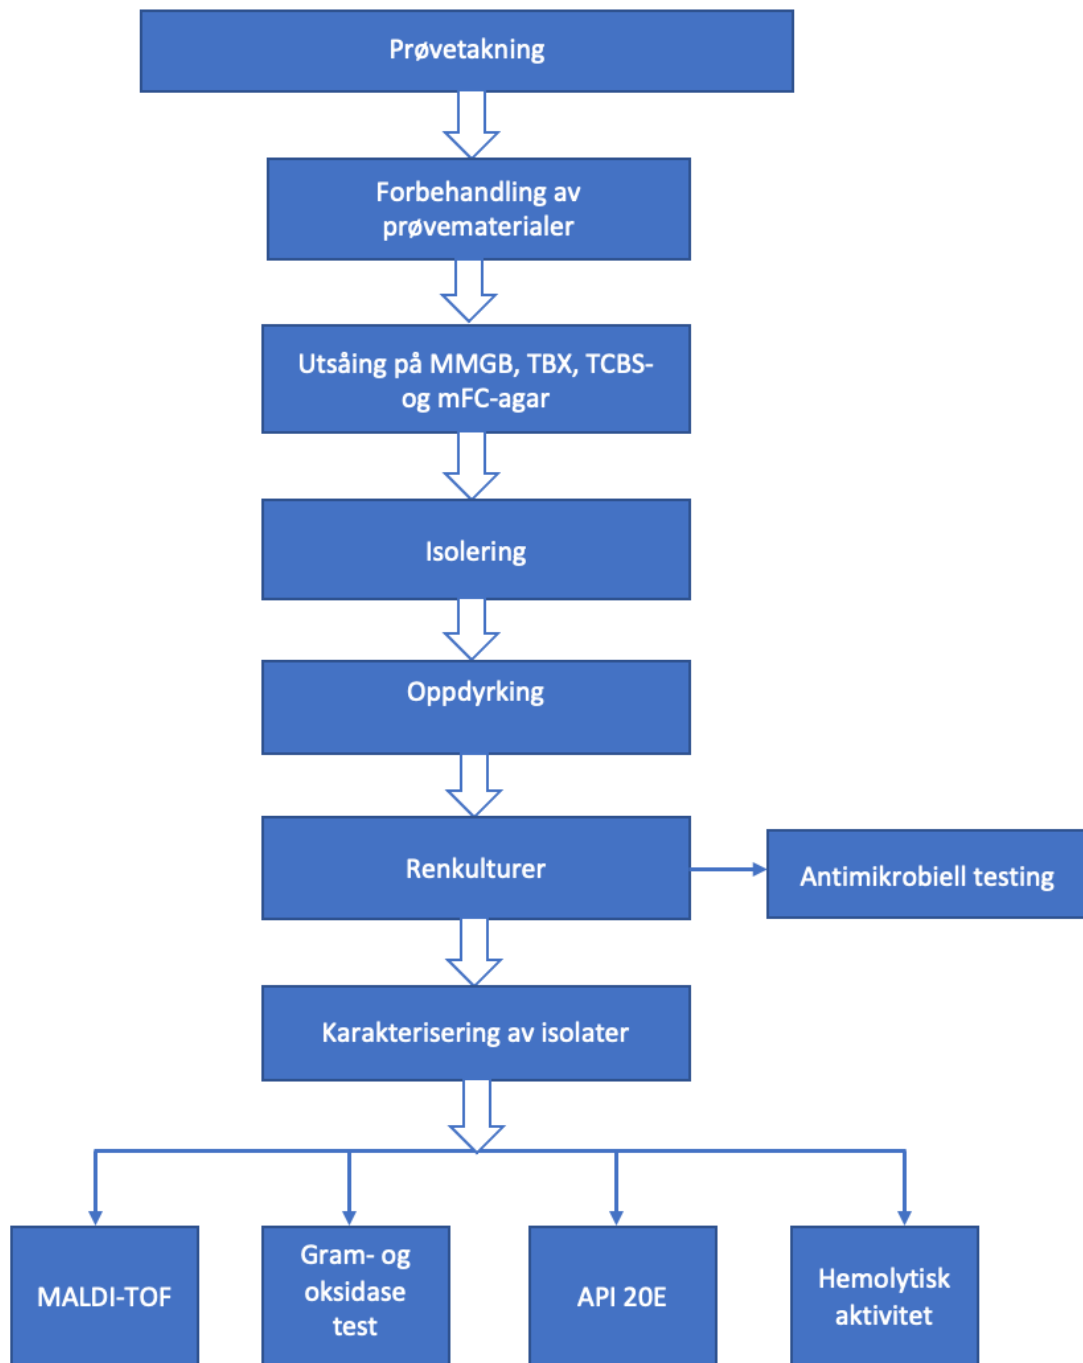 Prøvetakning
Forbehandling av
prøvematerialer
Utsåing på MMGB, TBX, TCBS-
og mFC-agar
Isolering
Oppdyrking
Renkulturer
Antimikrobiell testing
Karakterisering av isolater
MALDI-TOF
Gram- og
oksidase
test
API 20E
Hemolytisk
aktivitet